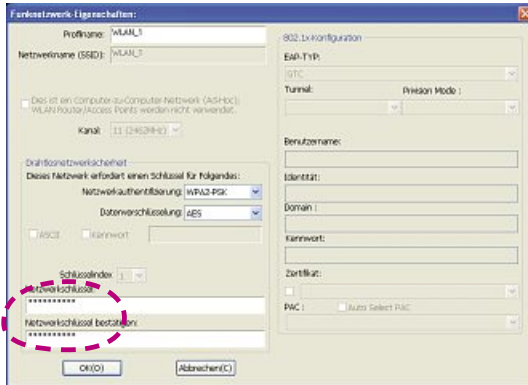 Funknetzwerk-Eigenschaften:
Profilname: WLAN_1
Netzwerkname (SSID): WLAN_1
Dies ist ein Computer-zu-Computer-Netzwerk (Ad-Hoc);
WLAN Router/Access Points werden nicht verwendet.
Kanal: 11 (2462MHz)
Drahtlosnetzwerksicherheit
Dieses Netzwerk erfordert einen Schlüssel für Folgendes:
Netzwerkauthentifizierung: WPA2-PSK
Datenverschlüsselung: AES
ASCII Kennwort
Schlüsselindex: 1
Netzwerkschlüssel:
**********
Netzwerkschlüssel bestätigen:
**********
OK(O) Abbrechen(C)
802.1x-Konfiguration
EAP-TYP:
GTC
Tunnel: Privision Mode :
Benutzername:
Identität:
Domain :
Kennwort:
Zertifikat:
PAC : Auto Select PAC